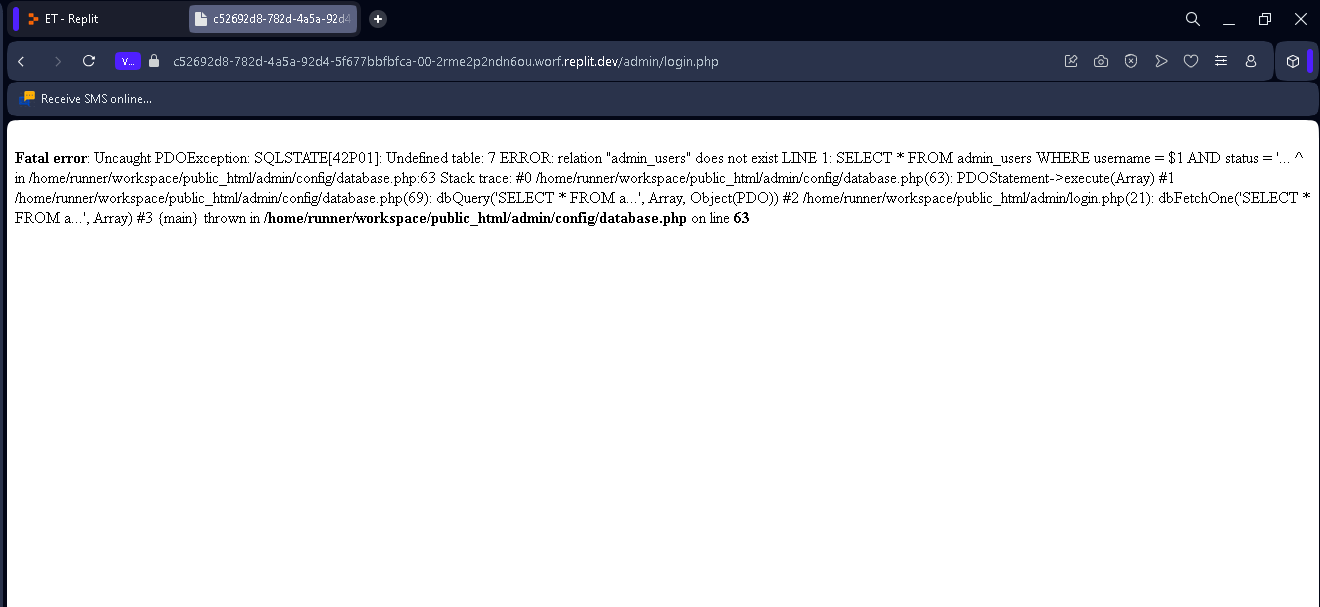 ET - Replit
c52692d8-782d-4a5a-92d4
V...
c52692d8-782d-4a5a-92d4-5f677bbfbfca-00-2rme2p2ndn6ou.worf.replit.dev/admin/login.php
Receive SMS online...
Fatal error: Uncaught PDOException: SQLSTATE[42P01]: Undefined table: 7 ERROR: relation "admin_users" does not exist LINE 1: SELECT * FROM admin_users WHERE username = $1 AND status = '... ^
in /home/runner/workspace/public_html/admin/config/database.php:63 Stack trace: #0 /home/runner/workspace/public_html/admin/config/database.php(63): PDOStatement->execute(Array) #1
/home/runner/workspace/public_html/admin/config/database.php(69): dbQuery('SELECT * FROM a...', Array, Object(PDO)) #2 /home/runner/workspace/public_html/admin/login.php(21): dbFetchOne('SELECT *
FROM a...', Array) #3 {main} thrown in /home/runner/workspace/public_html/admin/config/database.php on line 63